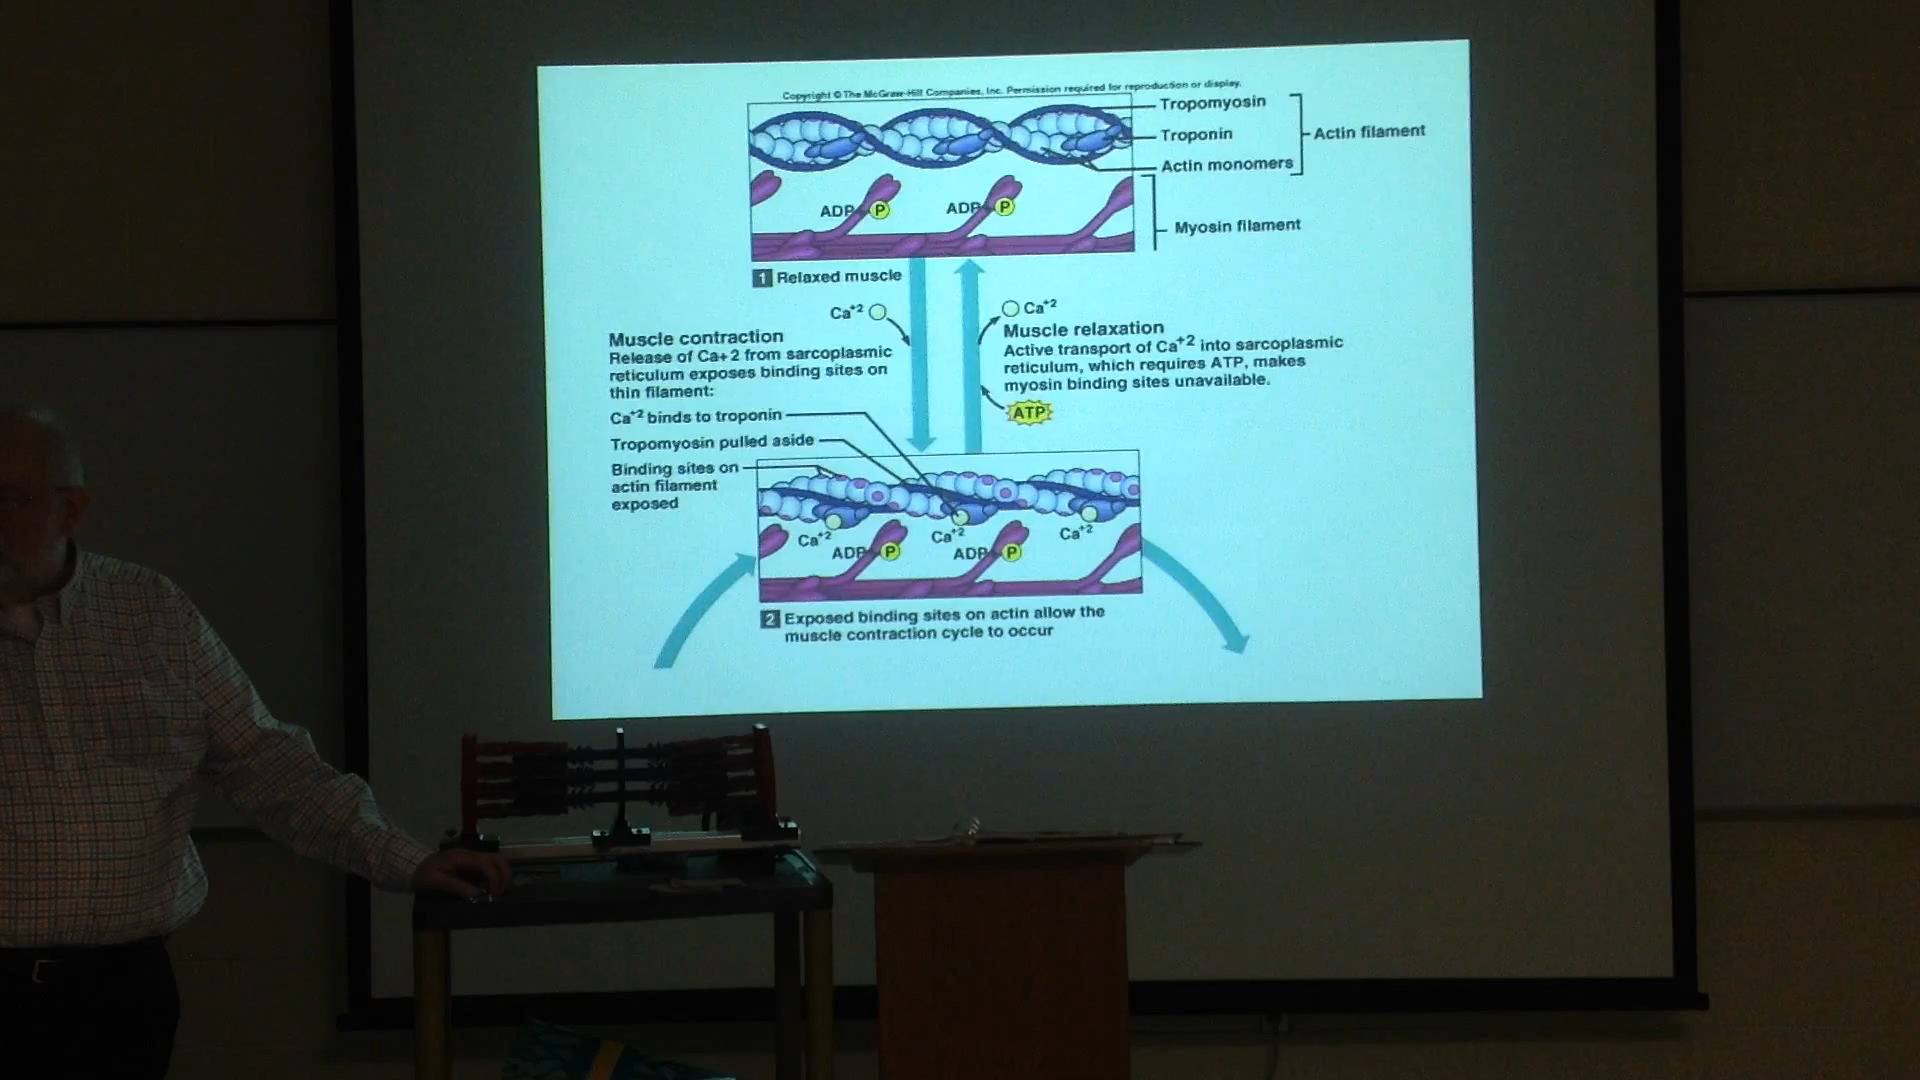 Copyright © The McGraw-Hill Companies, Inc. Permission required for reproduction or display.
Tropomyosin
Troponin
Actin monomers
Actin filament
ADP P
ADP P
Myosin filament
1 Relaxed muscle
Ca+2
Ca+2
Muscle contraction
Release of Ca+2 from sarcoplasmic
reticulum exposes binding sites on
thin filament:
Muscle relaxation
Active transport of Ca+2 into sarcoplasmic
reticulum, which requires ATP, makes
myosin binding sites unavailable.
ATP
Ca+2 binds to troponin
Tropomyosin pulled aside
Binding sites on
actin filament
exposed
Ca+2
Ca+2
Ca+2
ADP P
ADP P
2 Exposed binding sites on actin allow the
muscle contraction cycle to occur